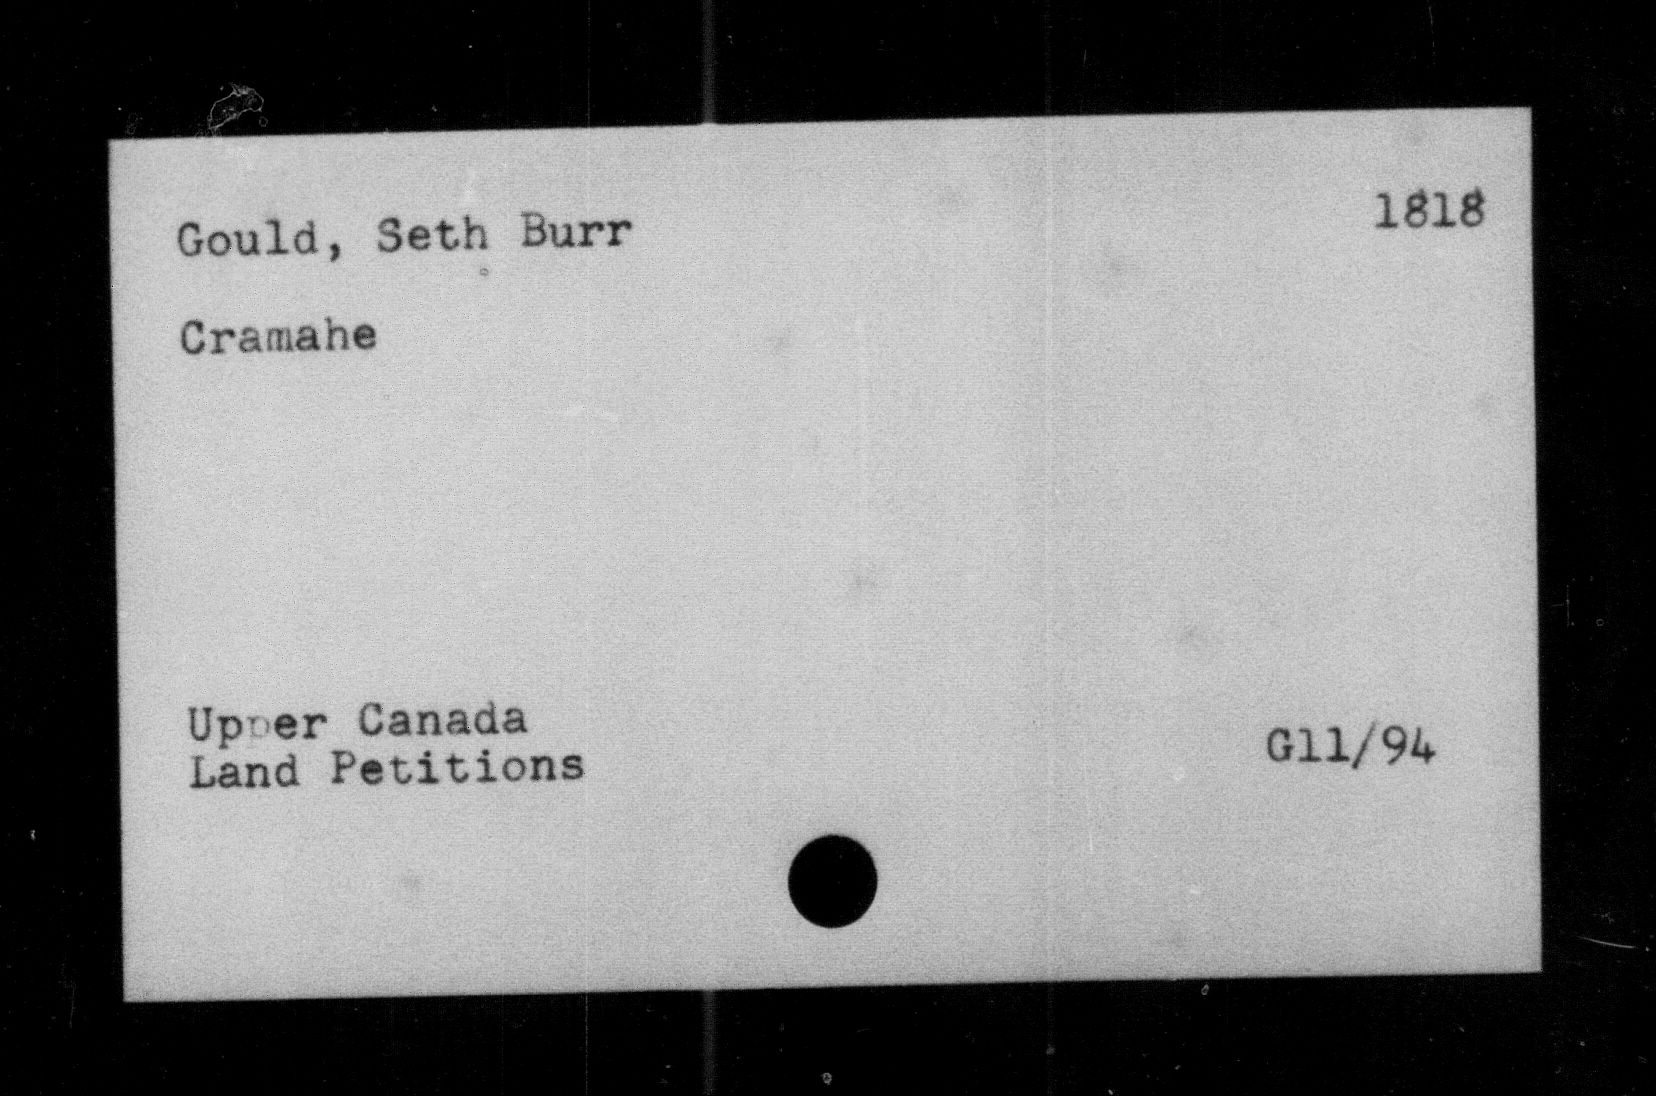 Gould, Seth Burr
1818
Cramahe
Upper Canada
Land Petitions
G11/94